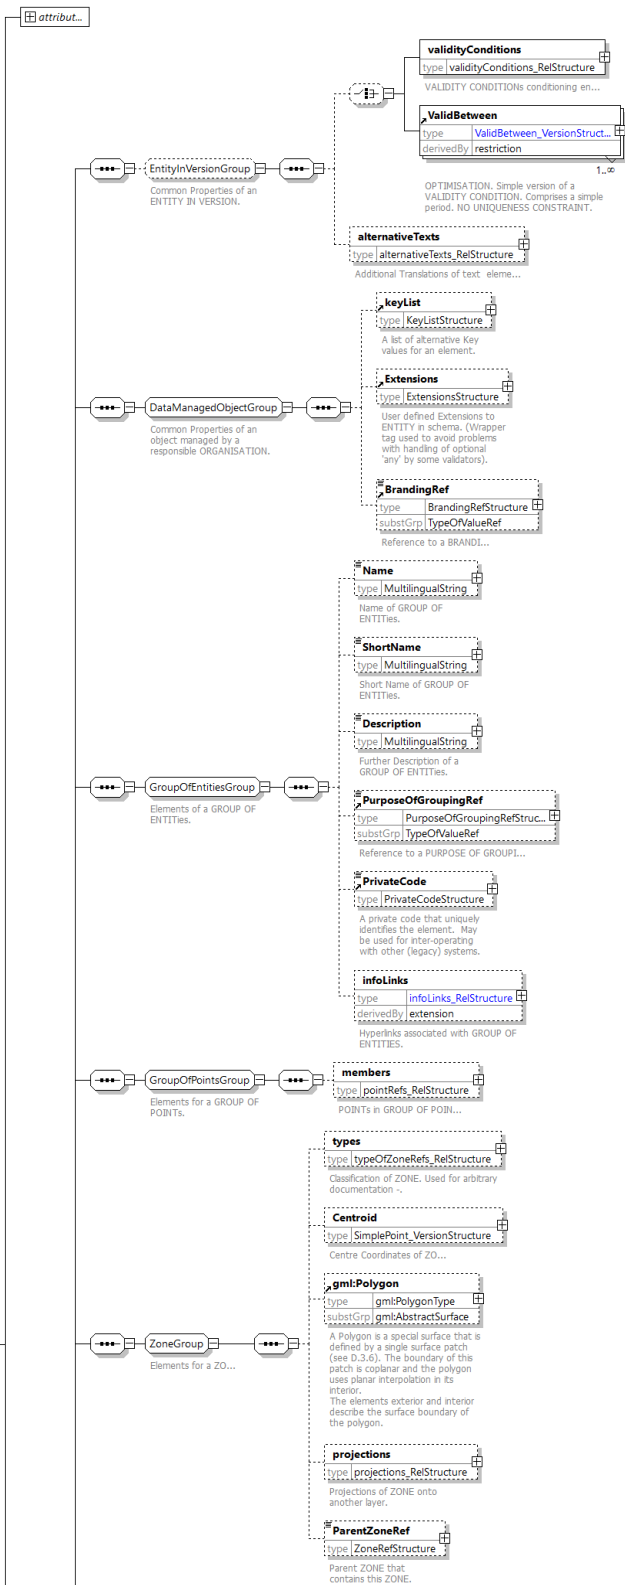 attribut...
validityConditions
type validityConditions_RelStructure
VALIDITY CONDITIONs conditioning en...
ValidBetween
type ValidBetween_VersionStruct...
derivedBy restriction
1..∞
EntityInVersionGroup
Common Properties of an
ENTITY IN VERSION.
OPTIMISATION. Simple version of a
VALIDITY CONDITION. Comprises a simple
period. NO UNIQUENESS CONSTRAINT.
alternativeTexts
type alternativeTexts_RelStructure
Additional Translations of text eleme...
keyList
type KeyListStructure
A list of alternative Key
values for an element.
Extensions
type ExtensionsStructure
DataManagedObjectGroup
Common Properties of an
object managed by a
responsible ORGANISATION.
User defined Extensions to
ENTITY in schema. (Wrapper
tag used to avoid problems
with handling of optional
'any' by some validators).
BrandingRef
type BrandingRefStructure
substGrp TypeOfValueRef
Reference to a BRANDI...
Name
type MultilingualString
Name of GROUP OF
ENTITies.
ShortName
type MultilingualString
Short Name of GROUP OF
ENTITies.
Description
type MultilingualString
Further Description of a
GROUP OF ENTITies.
GroupOfEntitiesGroup
Elements of a GROUP OF
ENTITies.
PurposeOfGroupingRef
type PurposeOfGroupingRefStruc...
substGrp TypeOfValueRef
Reference to a PURPOSE OF GROUPI...
PrivateCode
type PrivateCodeStructure
A private code that uniquely
identifies the element. May
be used for inter-operating
with other (legacy) systems.
infoLinks
type infoLinks_RelStructure
derivedBy extension
Hyperlinks associated with GROUP OF
ENTITIES.
GroupOfPointsGroup
Elements for a GROUP OF
POINTs.
members
type pointRefs_RelStructure
POINTs in GROUP OF POIN...
types
type typeOfZoneRefs_RelStructure
Classification of ZONE. Used for arbitrary
documentation -.
Centroid
type SimplePoint_VersionStructure
Centre Coordinates of ZO...
gml:Polygon
type gml:PolygonType
substGrp gml:AbstractSurface
ZoneGroup
Elements for a ZO...
A Polygon is a special surface that is
defined by a single surface patch
(see D.3.6). The boundary of this
patch is coplanar and the polygon
uses planar interpolation in its
interior.
The elements exterior and interior
describe the surface boundary of
the polygon.
projections
type projections_RelStructure
Projections of ZONE onto
another layer.
ParentZoneRef
type ZoneRefStructure
Parent ZONE that
contains this ZONE.